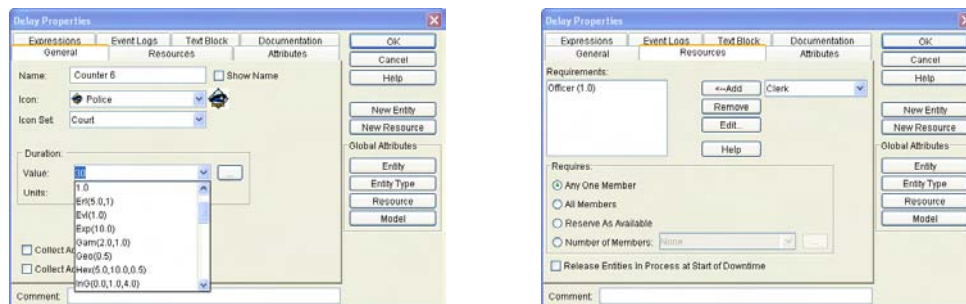 Delay Properties
Expressions Event Logs Text Block Documentation
General Resources Attributes
Name: Counter 6 Show Name
Icon: Police
Icon Set: Court
Duration:
Value: 30 ...
Units:
1.0
Erl(5.0,1)
Evl(1.0)
Exp(10.0)
Gam(2.0,1.0)
Geo(0.5)
Hex(5.0,10.0,0.5)
InG(0.0,1.0,4.0)
Collect Ac
Collect Ac
Comment:
OK
Cancel
Help
New Entity
New Resource
Global Attributes
Entity
Entity Type
Resource
Model
Delay Properties
Expressions Event Logs Text Block Documentation
General Resources Attributes
Requirements:
Officer (1.0)
<--Add Clerk
Remove
Edit...
Help
Requires:
Any One Member
All Members
Reserve As Available
Number of Members: None ...
Release Entities In Process at Start of Downtime
Comment:
OK
Cancel
Help
New Entity
New Resource
Global Attributes
Entity
Entity Type
Resource
Model